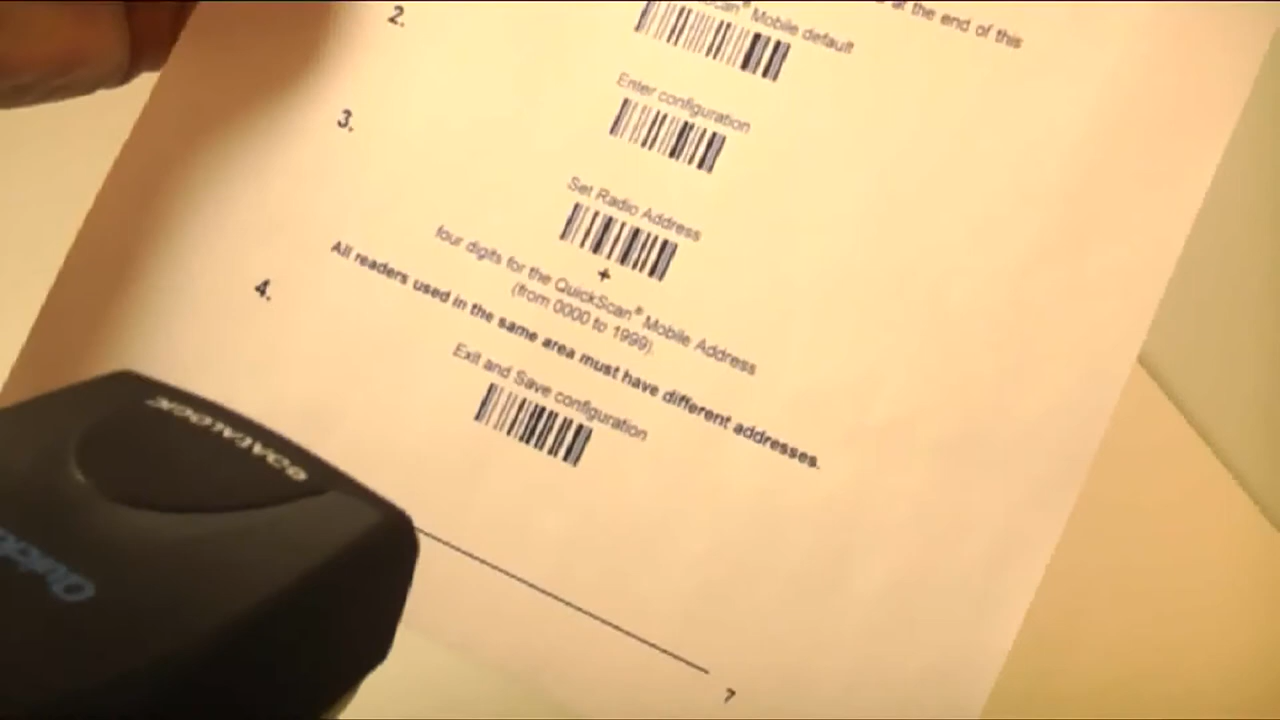 at the end of this
2.
Mobile default
Enter configuration
3.
Set Radio Address
+
four digits for the QuickScan® Mobile Address
(from 0000 to 1999).
All readers used in the same area must have different addresses.
4.
Exit and Save configuration
DATALOGIC
7